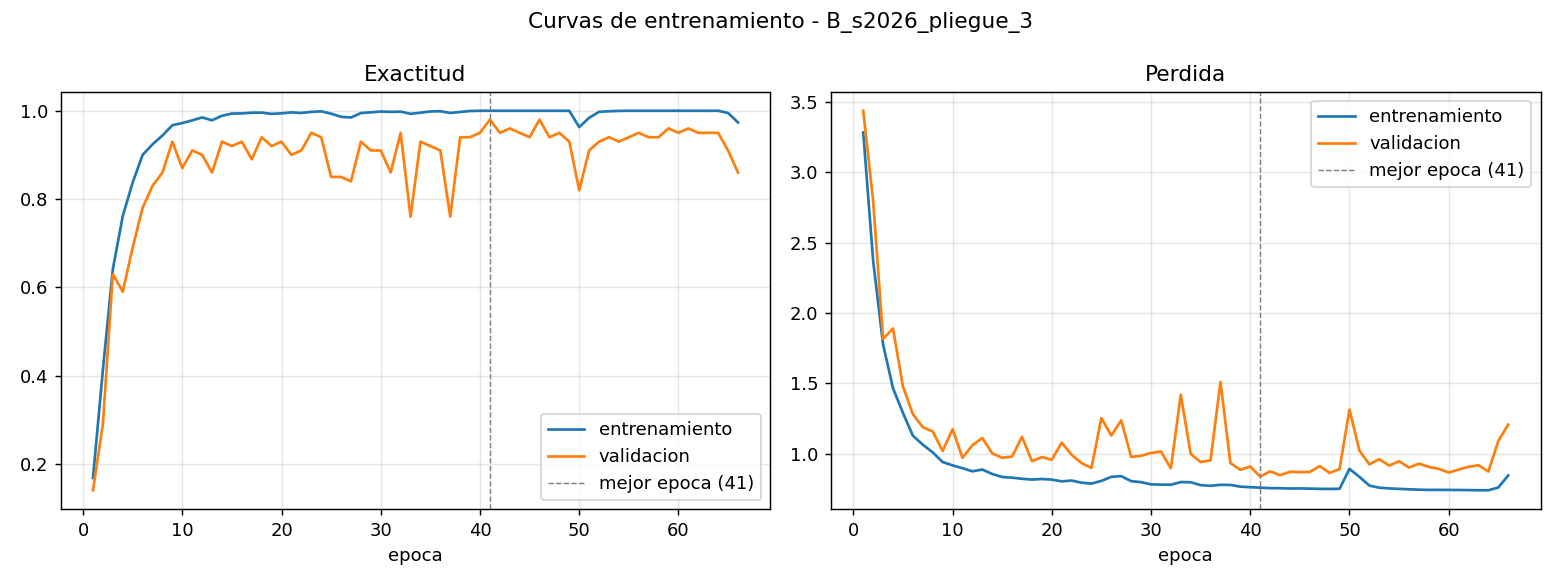 Curvas de entrenamiento - B_s2026_pliegue_3
Exactitud
1.0
0.8
0.6
0.4
0.2
0 10 20 30 40 50 60
epoca
entrenamiento
validacion
mejor epoca (41)
Perdida
3.5
3.0
2.5
2.0
1.5
1.0
0 10 20 30 40 50 60
epoca
entrenamiento
validacion
mejor epoca (41)